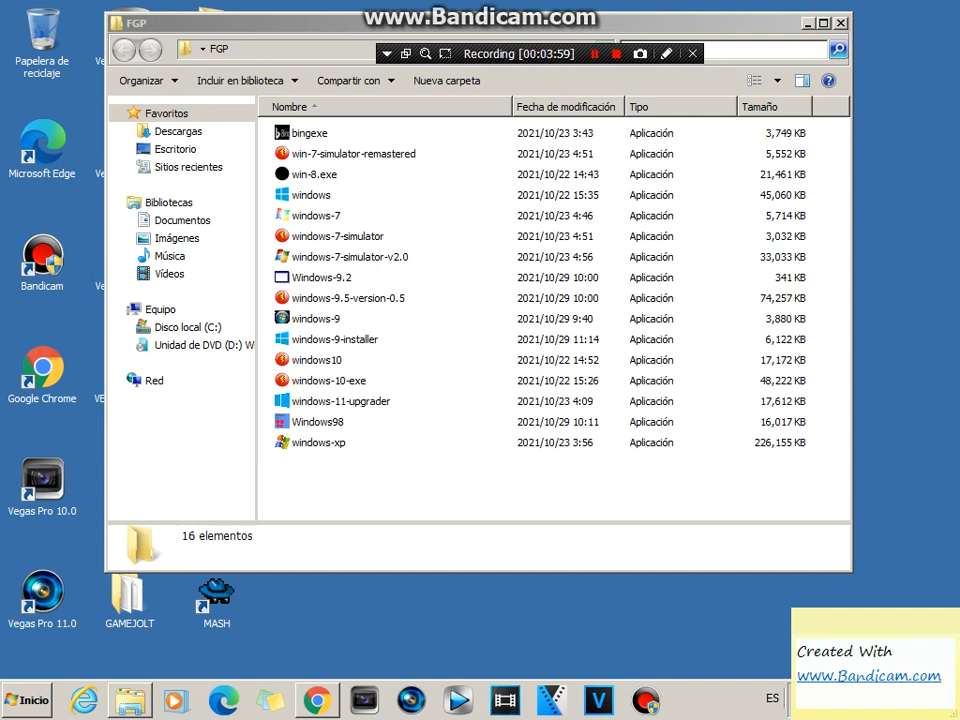 www.Bandicam.com
FGP
FGP
Recording [00:03:59]
Organizar Incluir en biblioteca Compartir con Nueva carpeta
Nombre Fecha de modificación Tipo Tamaño
Favoritos
Descargas
Escritorio
Sitios recientes
Bibliotecas
Documentos
Imágenes
Música
Vídeos
Equipo
Disco local (C:)
Unidad de DVD (D:) W
Red
bingexe 2021/10/23 3:43 Aplicación 3,749 KB
win-7-simulator-remastered 2021/10/23 4:51 Aplicación 5,552 KB
win-8.exe 2021/10/22 14:43 Aplicación 21,461 KB
windows 2021/10/22 15:35 Aplicación 45,060 KB
windows-7 2021/10/23 4:46 Aplicación 5,714 KB
windows-7-simulator 2021/10/23 4:51 Aplicación 3,032 KB
windows-7-simulator-v2.0 2021/10/23 4:56 Aplicación 33,033 KB
Windows-9.2 2021/10/29 10:00 Aplicación 341 KB
windows-9.5-version-0.5 2021/10/29 10:00 Aplicación 74,257 KB
windows-9 2021/10/29 9:40 Aplicación 3,880 KB
windows-9-installer 2021/10/29 11:14 Aplicación 6,122 KB
windows10 2021/10/22 14:52 Aplicación 17,172 KB
windows-10-exe 2021/10/22 15:26 Aplicación 48,222 KB
windows-11-upgrader 2021/10/23 4:09 Aplicación 17,612 KB
Windows98 2021/10/29 10:11 Aplicación 16,017 KB
windows-xp 2021/10/23 3:56 Aplicación 226,155 KB
16 elementos
Papelera de
reciclaje
Microsoft Edge
Bandicam
Google Chrome
Vegas Pro 10.0
Vegas Pro 11.0
GAMEJOLT
MASH
Created With
www.Bandicam.com
Inicio
ES